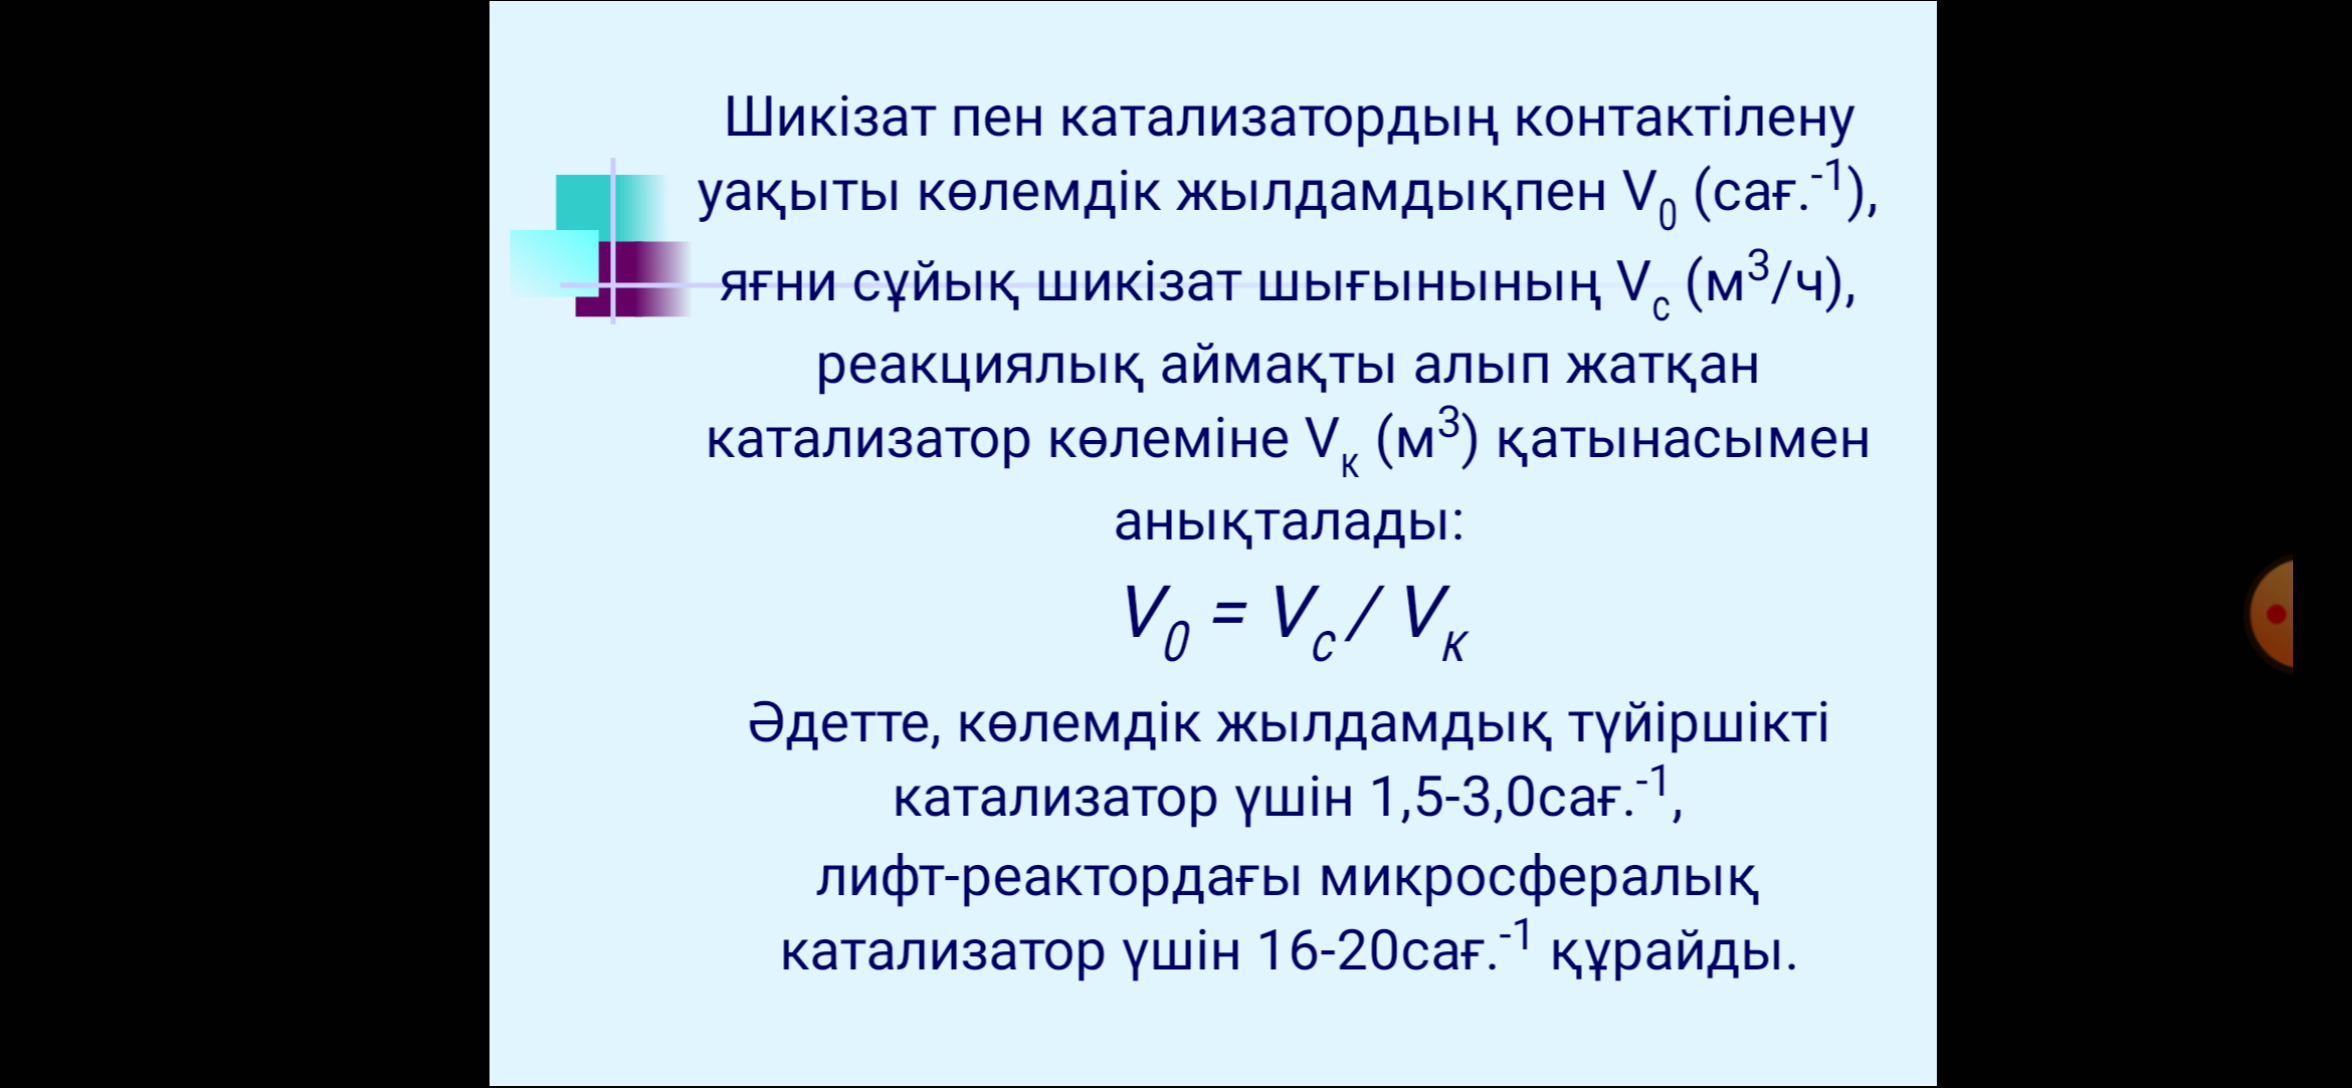 Шикізат пен катализатордың контактілену
уақыты көлемдік жылдамдықпен V₀ (сағ.⁻¹),
яғни сұйық шикізат шығынының Vс (м³/ч),
реакциялық аймақты алып жатқан
катализатор көлеміне Vк (м³) қатынасымен
анықталады:
V₀ = Vс / Vк
Әдетте, көлемдік жылдамдық түйіршікті
катализатор үшін 1,5-3,0сағ.⁻¹,
лифт-реактордағы микросфералық
катализатор үшін 16-20сағ.⁻¹ құрайды.